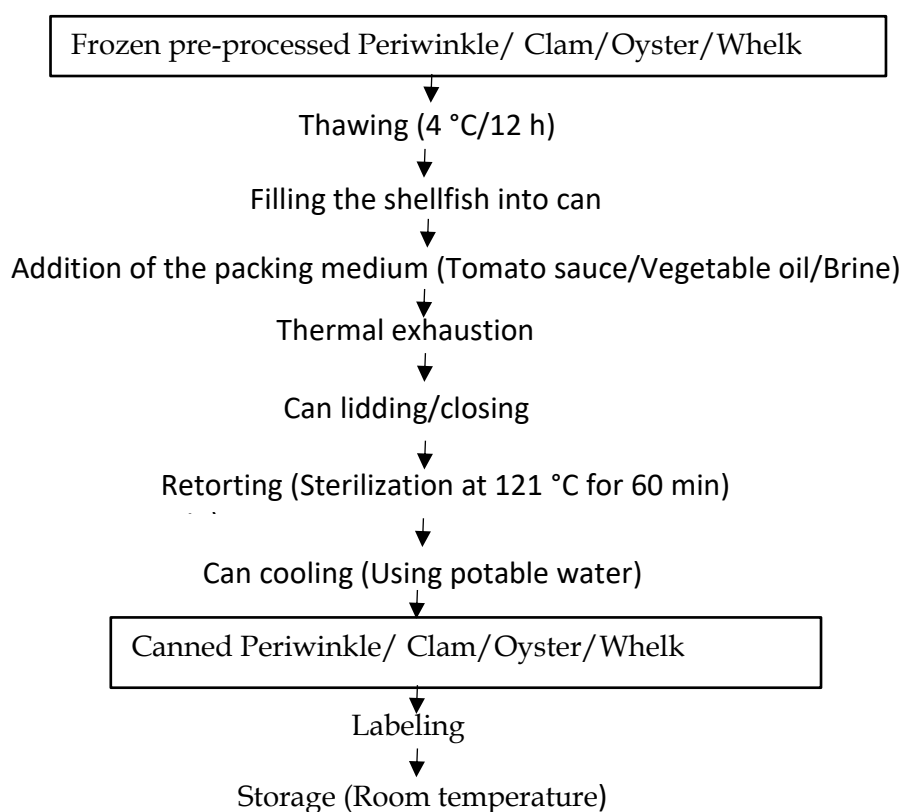 Frozen pre-processed Periwinkle/ Clam/Oyster/Whelk
Thawing (4 °C/12 h)
Filling the shellfish into can
Addition of the packing medium (Tomato sauce/Vegetable oil/Brine)
Thermal exhaustion
Can lidding/closing
Retorting (Sterilization at 121 °C for 60 min)
Can cooling (Using potable water)
Canned Periwinkle/ Clam/Oyster/Whelk
Labeling
Storage (Room temperature)